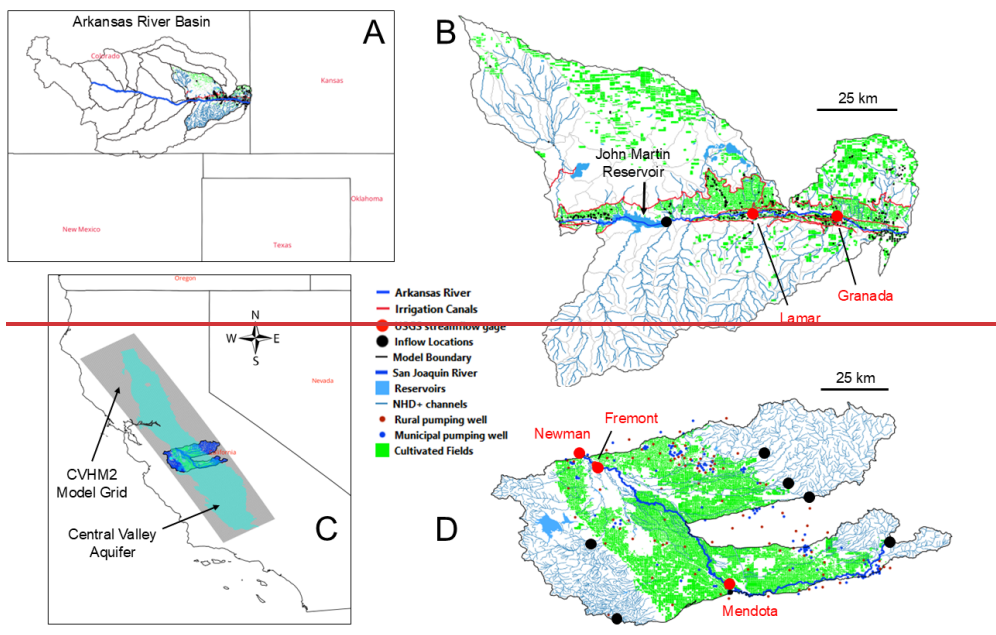 Arkansas River Basin
A
Colorado
Kansas
New Mexico
Oklahoma
Texas
B
25 km
John Martin
Reservoir
Granada
Lamar
Oregon
N
W E
S
Nevada
California
CVHM2
Model Grid
Central Valley
Aquifer
C
Arkansas River
Irrigation Canals
USGS streamflow gage
Inflow Locations
Model Boundary
San Joaquin River
Reservoirs
NHD+ channels
Rural pumping well
Municipal pumping well
Cultivated Fields
25 km
Fremont
Newman
D
Mendota